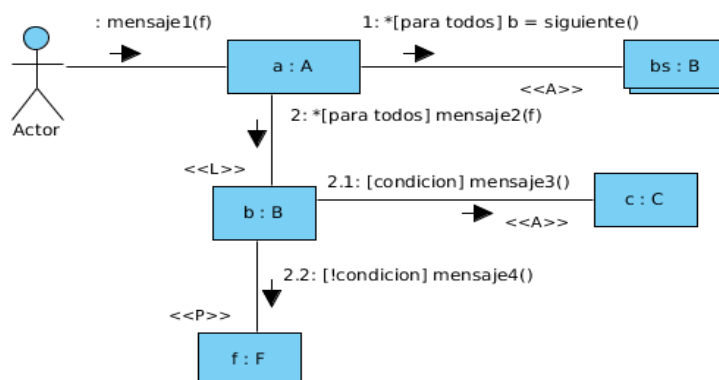 : mensaje1(f)
1: *[para todos] b = siguiente()
a : A
bs : B
<<A>>
Actor
2: *[para todos] mensaje2(f)
<<L>>
2.1: [condicion] mensaje3()
b : B
c : C
<<A>>
2.2: [!condicion] mensaje4()
<<P>>
f : F